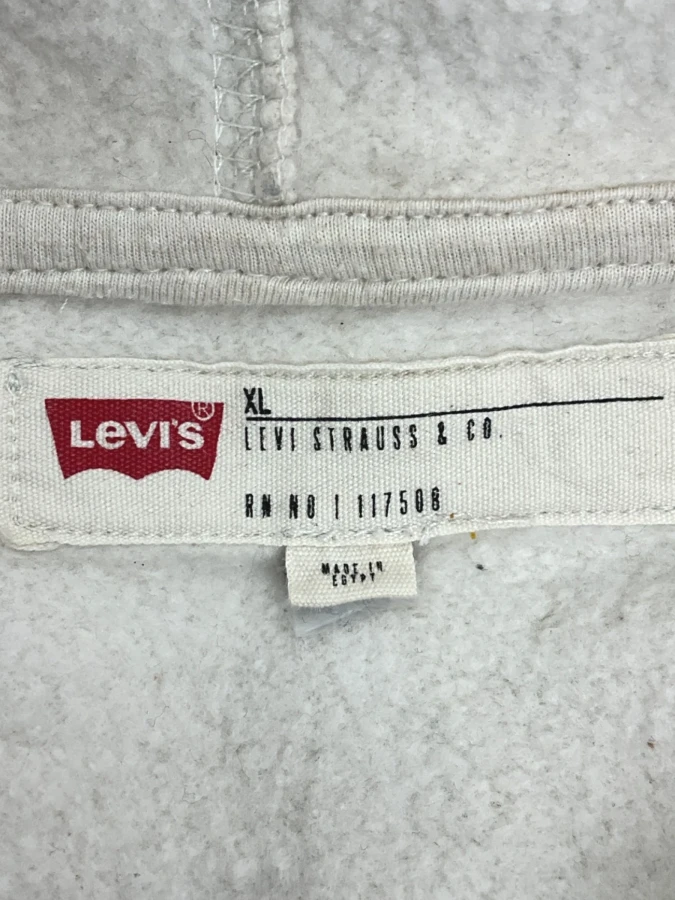 LEVI'S®
XL
LEVI STRAUSS & CO.
RN NO | 117508
MADE IN
EGYPT